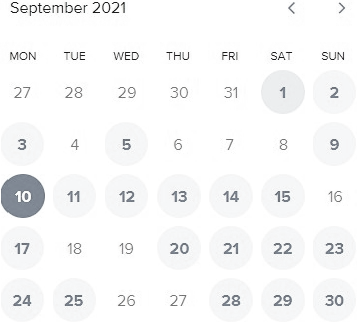 September 2021 < >
MON TUE WED THU FRI SAT SUN
27 28 29 30 31 1 2
3 4 5 6 7 8 9
10 11 12 13 14 15 16
17 18 19 20 21 22 23
24 25 26 27 28 29 30